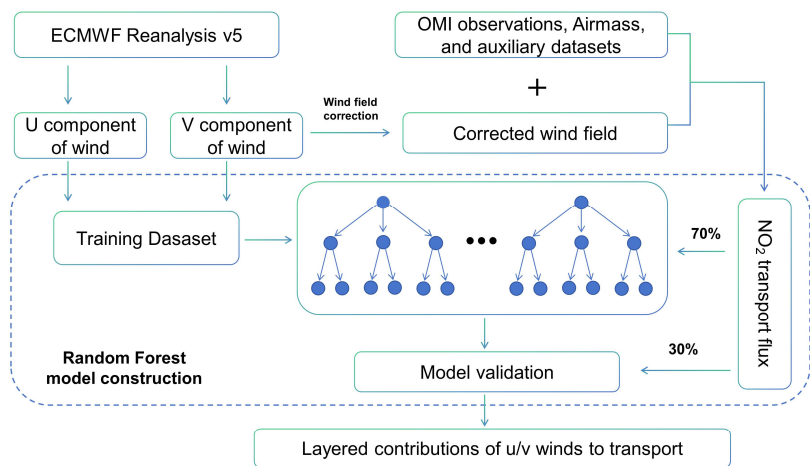 ECMWF Reanalysis v5
OMI observations, Airmass,
and auxiliary datasets
+
U component
of wind
V component
of wind
Wind field
correction
Corrected wind field
Training Dasaset
•••
70%
NO₂ transport flux
30%
Random Forest
model construction
Model validation
Layered contributions of u/v winds to transport